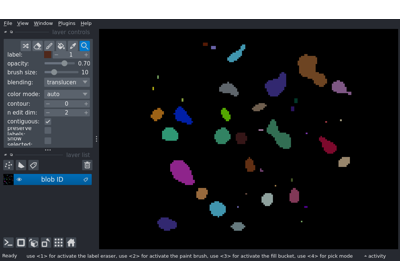 File View Window Plugins Help
layer controls
label: 1
opacity: 0.70
brush size: 10
blending: translucen
color mode: auto
contour: 0
n edit dim: 2
contiguous: ✓
preserve
labels:
show
selected:
layer list
blob ID
Ready use <1> for activate the label eraser, use <2> for activate the paint brush, use <3> for activate the fill bucket, use <4> for pick mode activity